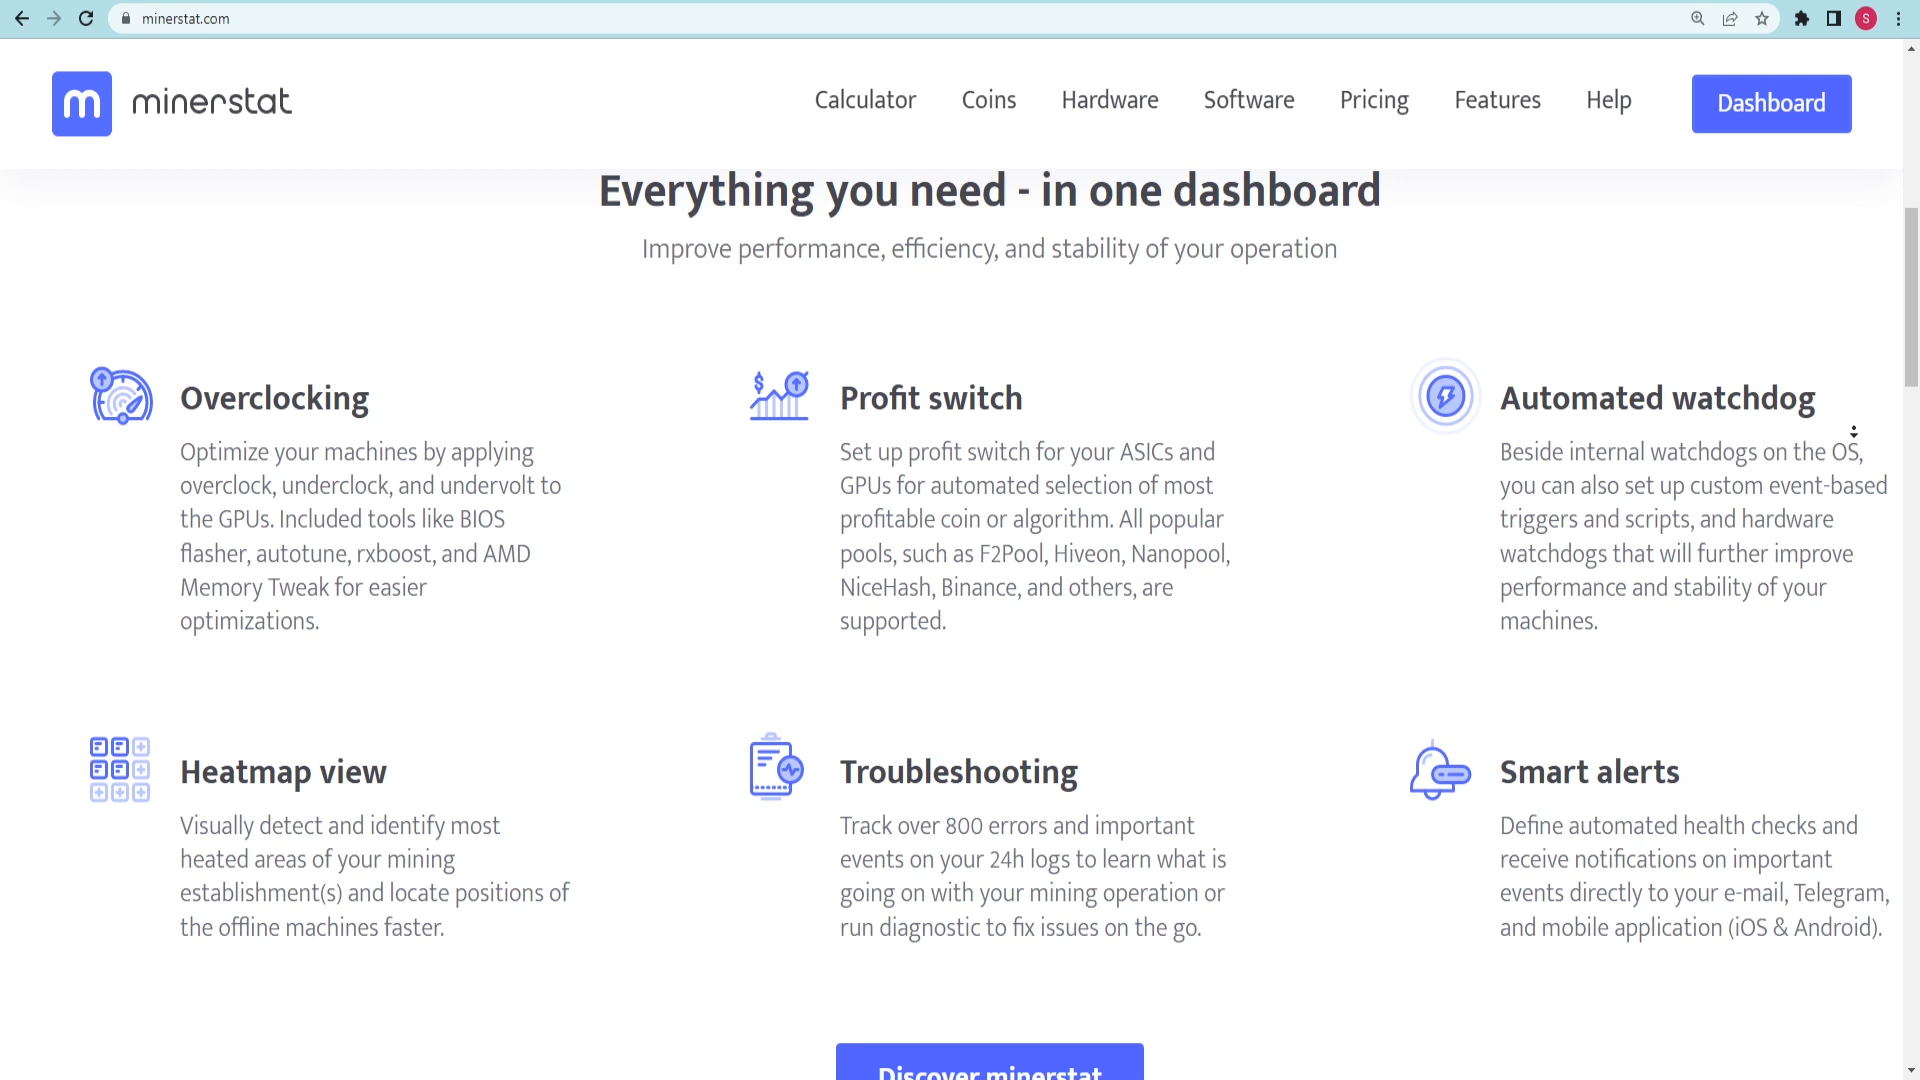 minerstat.com
S
m minerstat
Calculator Coins Hardware Software Pricing Features Help Dashboard
Everything you need - in one dashboard
Improve performance, efficiency, and stability of your operation
Overclocking
Optimize your machines by applying
overclock, underclock, and undervolt to
the GPUs. Included tools like BIOS
flasher, autotune, rxboost, and AMD
Memory Tweak for easier
optimizations.
$
Profit switch
Set up profit switch for your ASICs and
GPUs for automated selection of most
profitable coin or algorithm. All popular
pools, such as F2Pool, Hiveon, Nanopool,
NiceHash, Binance, and others, are
supported.
Automated watchdog
Beside internal watchdogs on the OS,
you can also set up custom event-based
triggers and scripts, and hardware
watchdogs that will further improve
performance and stability of your
machines.
Heatmap view
Visually detect and identify most
heated areas of your mining
establishment(s) and locate positions of
the offline machines faster.
Troubleshooting
Track over 800 errors and important
events on your 24h logs to learn what is
going on with your mining operation or
run diagnostic to fix issues on the go.
Smart alerts
Define automated health checks and
receive notifications on important
events directly to your e-mail, Telegram,
and mobile application (iOS & Android).
Discover minerstat